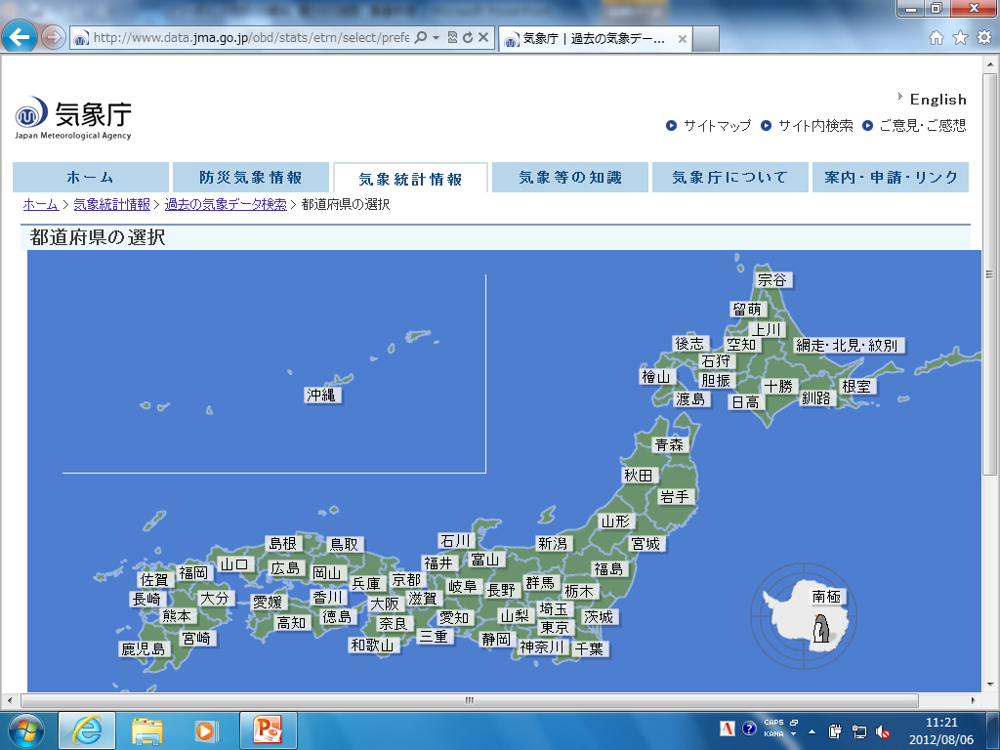 http://www.data.jma.go.jp/obd/stats/etrn/select/prefe
気象庁 | 過去の気象デー...
気象庁
Japan Meteorological Agency
English
サイトマップ サイト内検索 ご意見・ご感想
ホーム 防災気象情報 気象統計情報 気象等の知識 気象庁について 案内・申請・リンク
ホーム > 気象統計情報 > 過去の気象データ検索 > 都道府県の選択
都道府県の選択
宗谷
留萌
上川
後志 空知 網走・北見・紋別
石狩
檜山 胆振 十勝 根室
渡島 日高 釧路
沖縄
青森
秋田
岩手
山形
宮城
島根 鳥取 石川 新潟
佐賀 福岡 山口 広島 岡山 兵庫 京都 福井 富山 福島
長崎 大分 愛媛 香川 大阪 滋賀 岐阜 長野 群馬 栃木
熊本 高知 徳島 奈良 愛知 山梨 埼玉 茨城
東京
鹿児島 宮崎 和歌山 三重 静岡 神奈川 千葉
南極
CAPS
KANA
11:21
2012/08/06